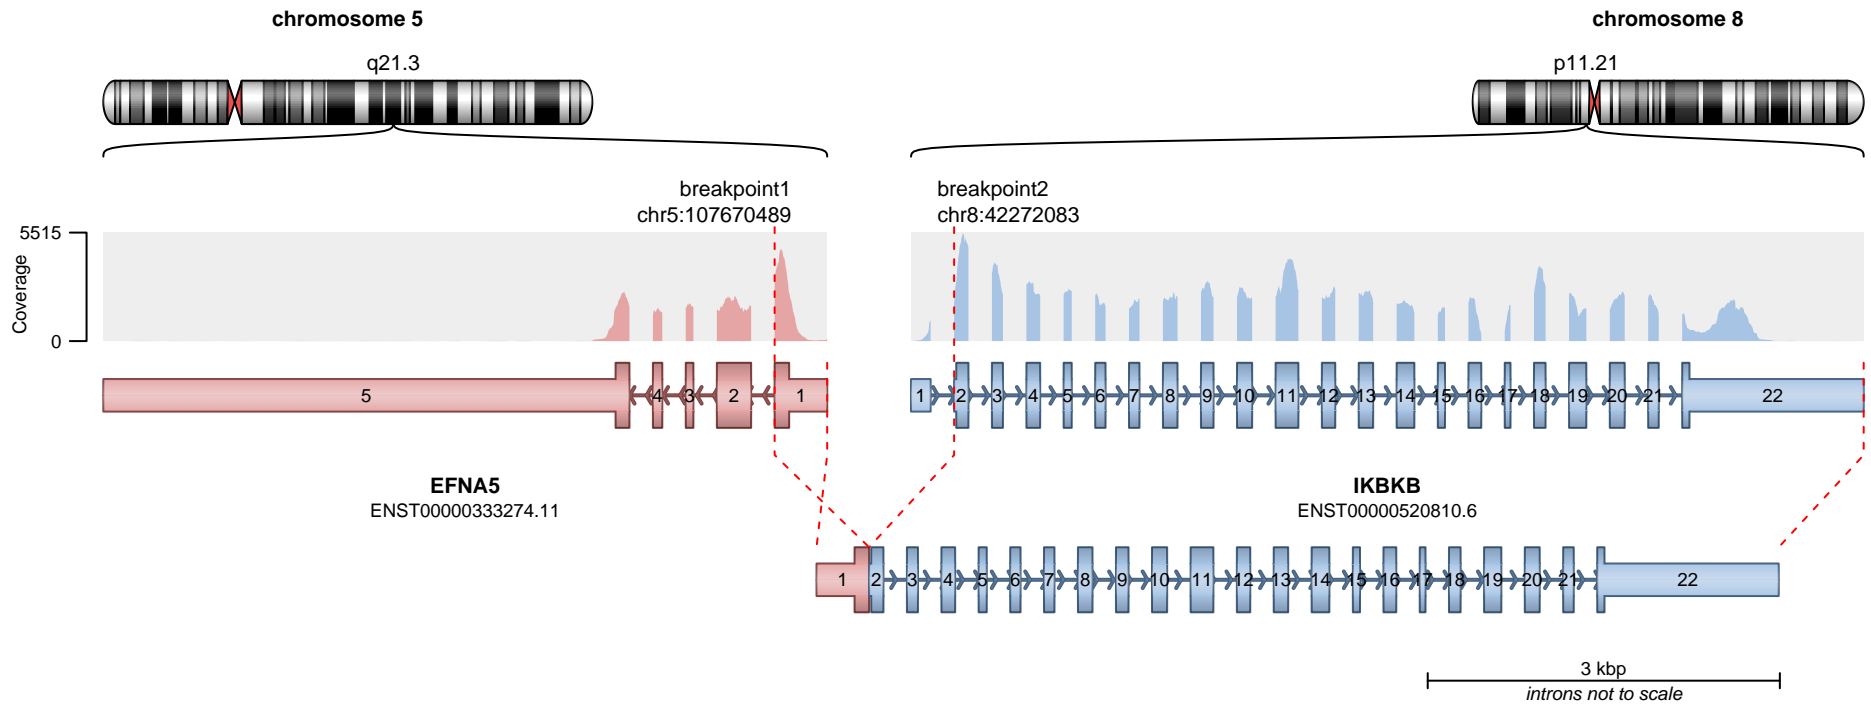 chromosome 5
chromosome 8
q21.3
p11.21
breakpoint1
chr5:107670489
breakpoint2
chr8:42272083
5515
Coverage
0
5 4 3 2 1
1 2 3 4 5 6 7 8 9 10 11 12 13 14 15 16 17 18 19 20 21 22
EFNA5
ENST00000333274.11
IKBKB
ENST00000520810.6
1 2 3 4 5 6 7 8 9 10 11 12 13 14 15 16 17 18 19 20 21 22
3 kbp
introns not to scale